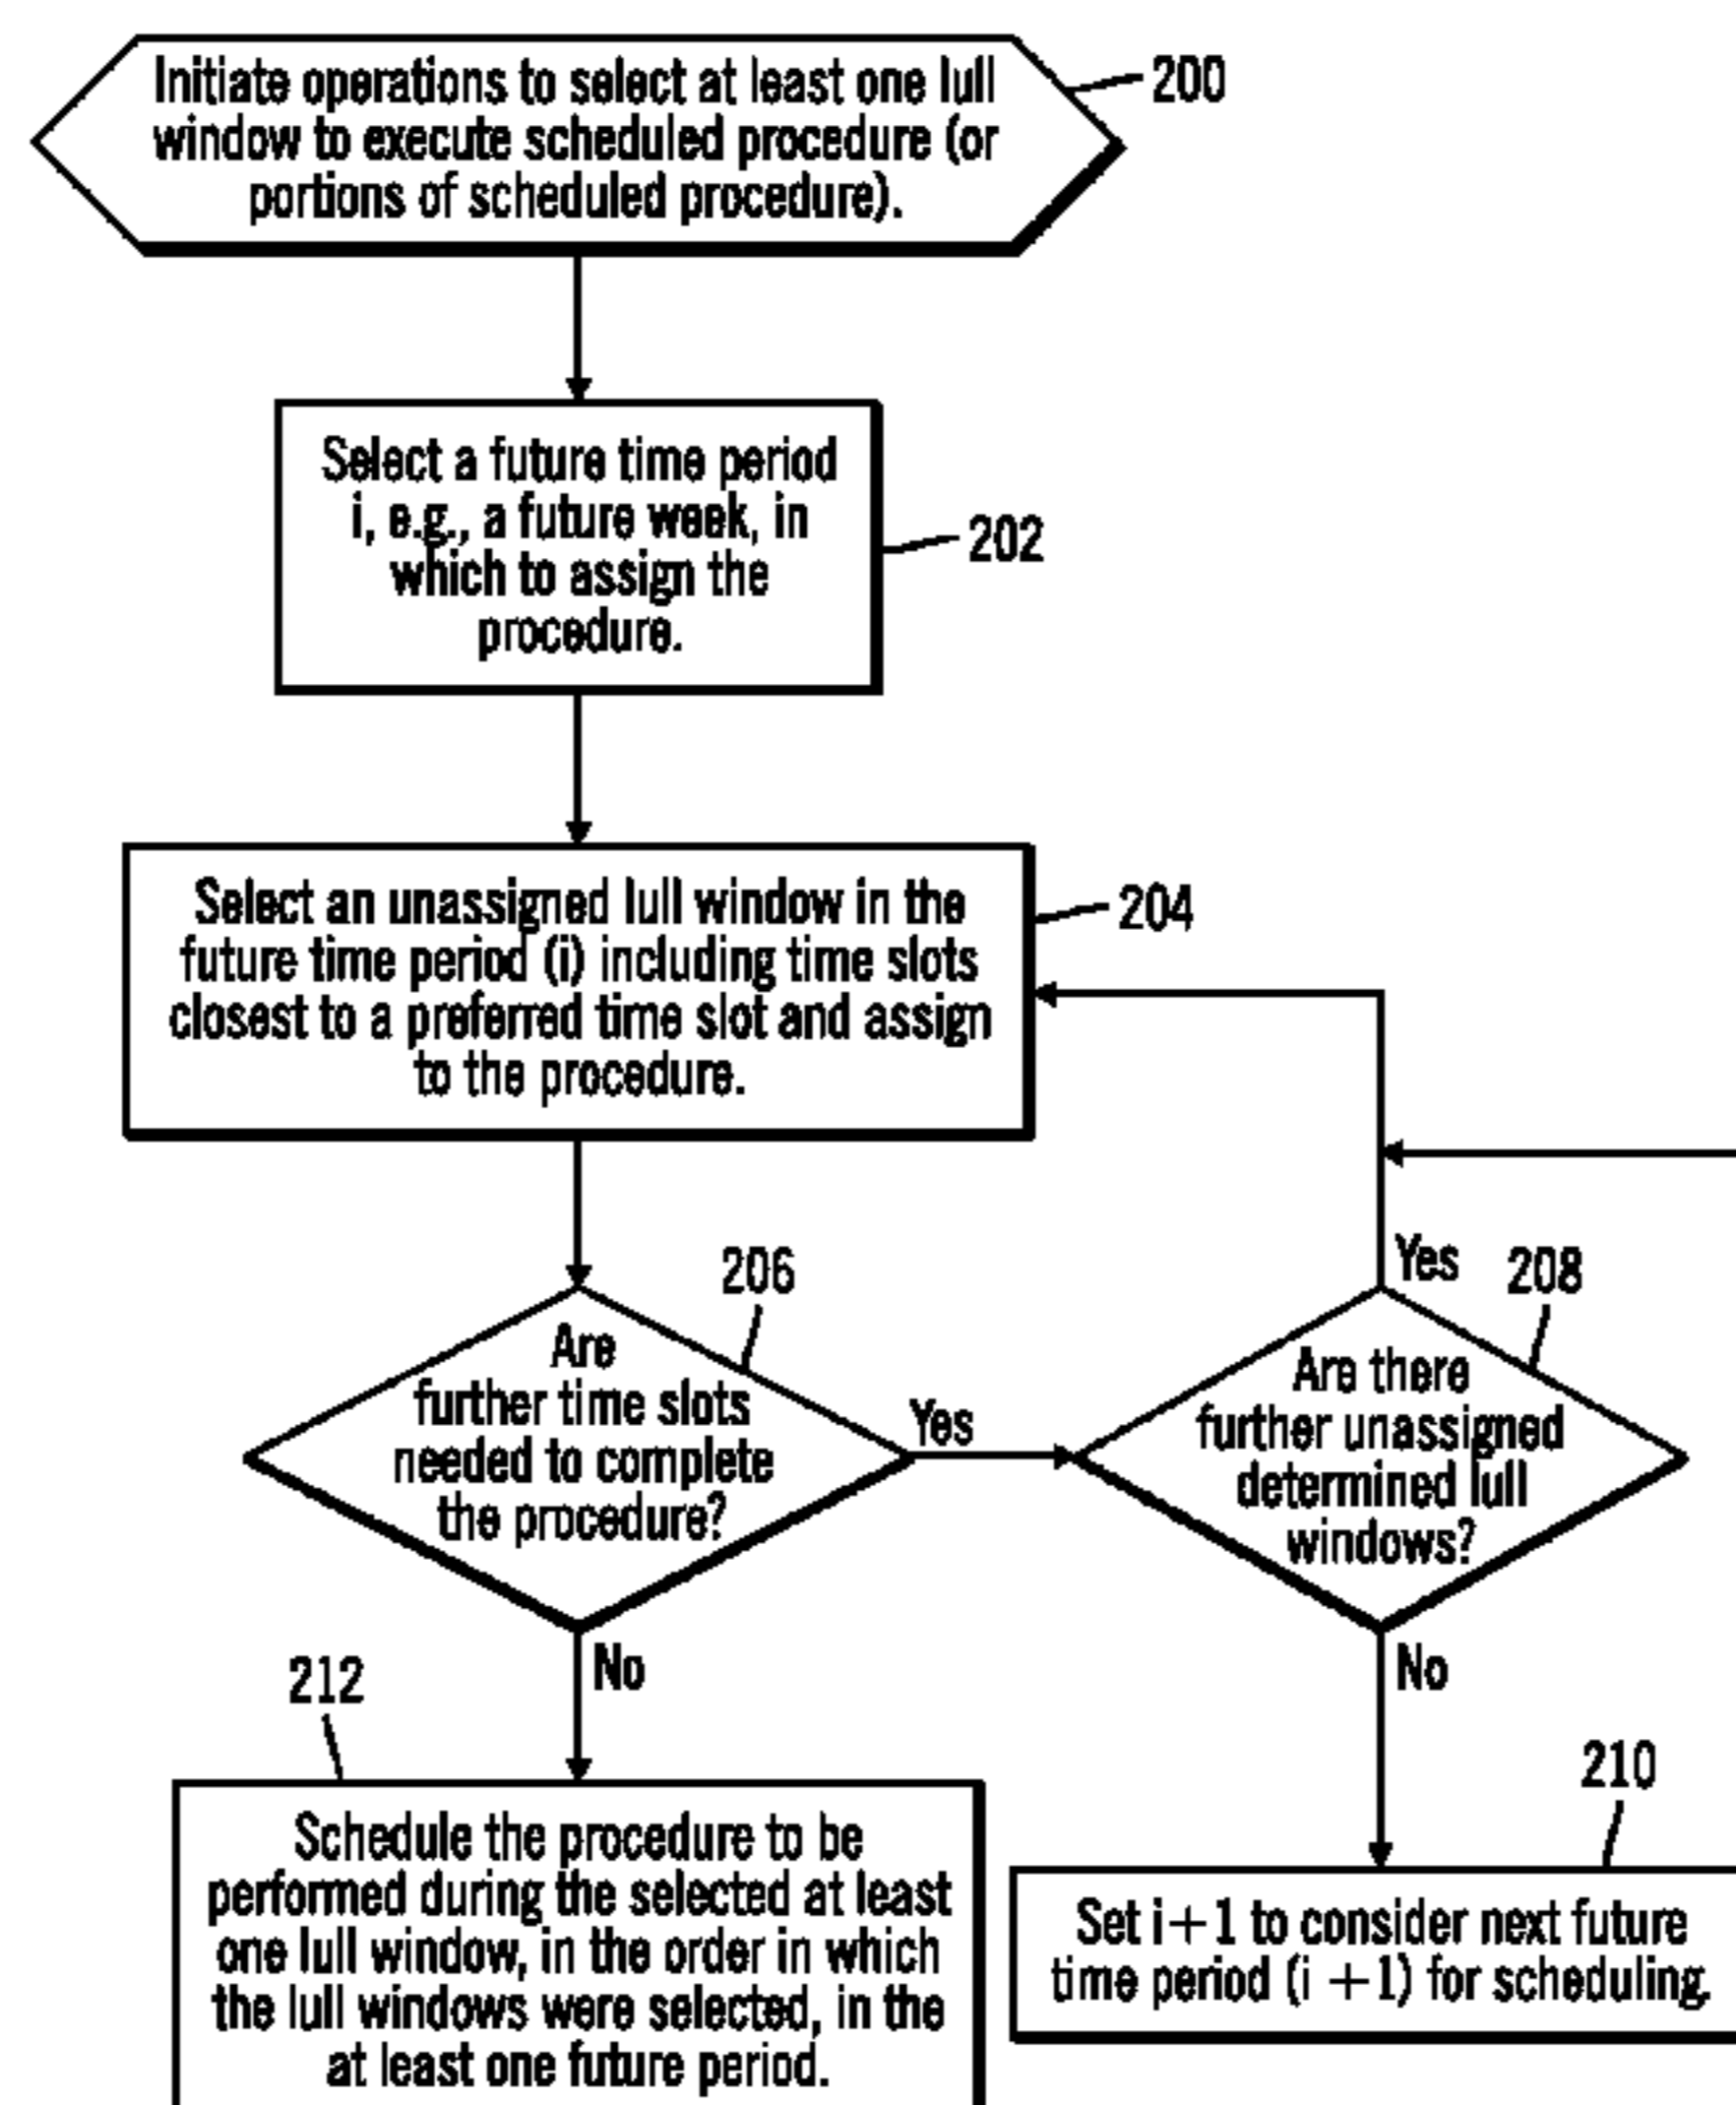 Initiate operations to select at least one lull
window to execute scheduled procedure (or
portions of scheduled procedure).
200
Select a future time period
i, e.g., a future week, in
which to assign the
procedure.
202
Select an unassigned lull window in the
future time period (i) including time slots
closest to a preferred time slot and assign
to the procedure.
204
206
Are
further time slots
needed to complete
the procedure?
Yes
No
Yes
208
Are there
further unassigned
determined lull
windows?
No
212
Schedule the procedure to be
performed during the selected at least
one lull window, in the order in which
the lull windows were selected, in the
at least one future period.
210
Set i+1 to consider next future
time period (i +1) for scheduling.